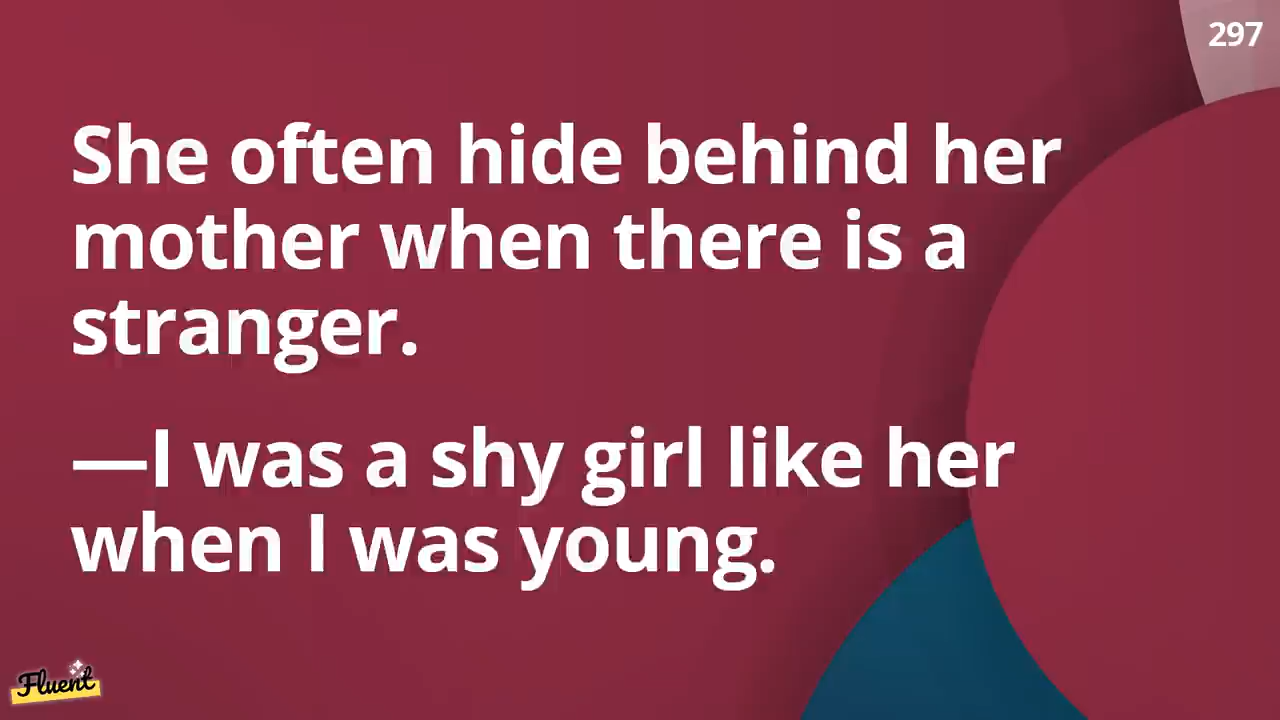 297
She often hide behind her
mother when there is a
stranger.
—I was a shy girl like her
when I was young.
Fluent